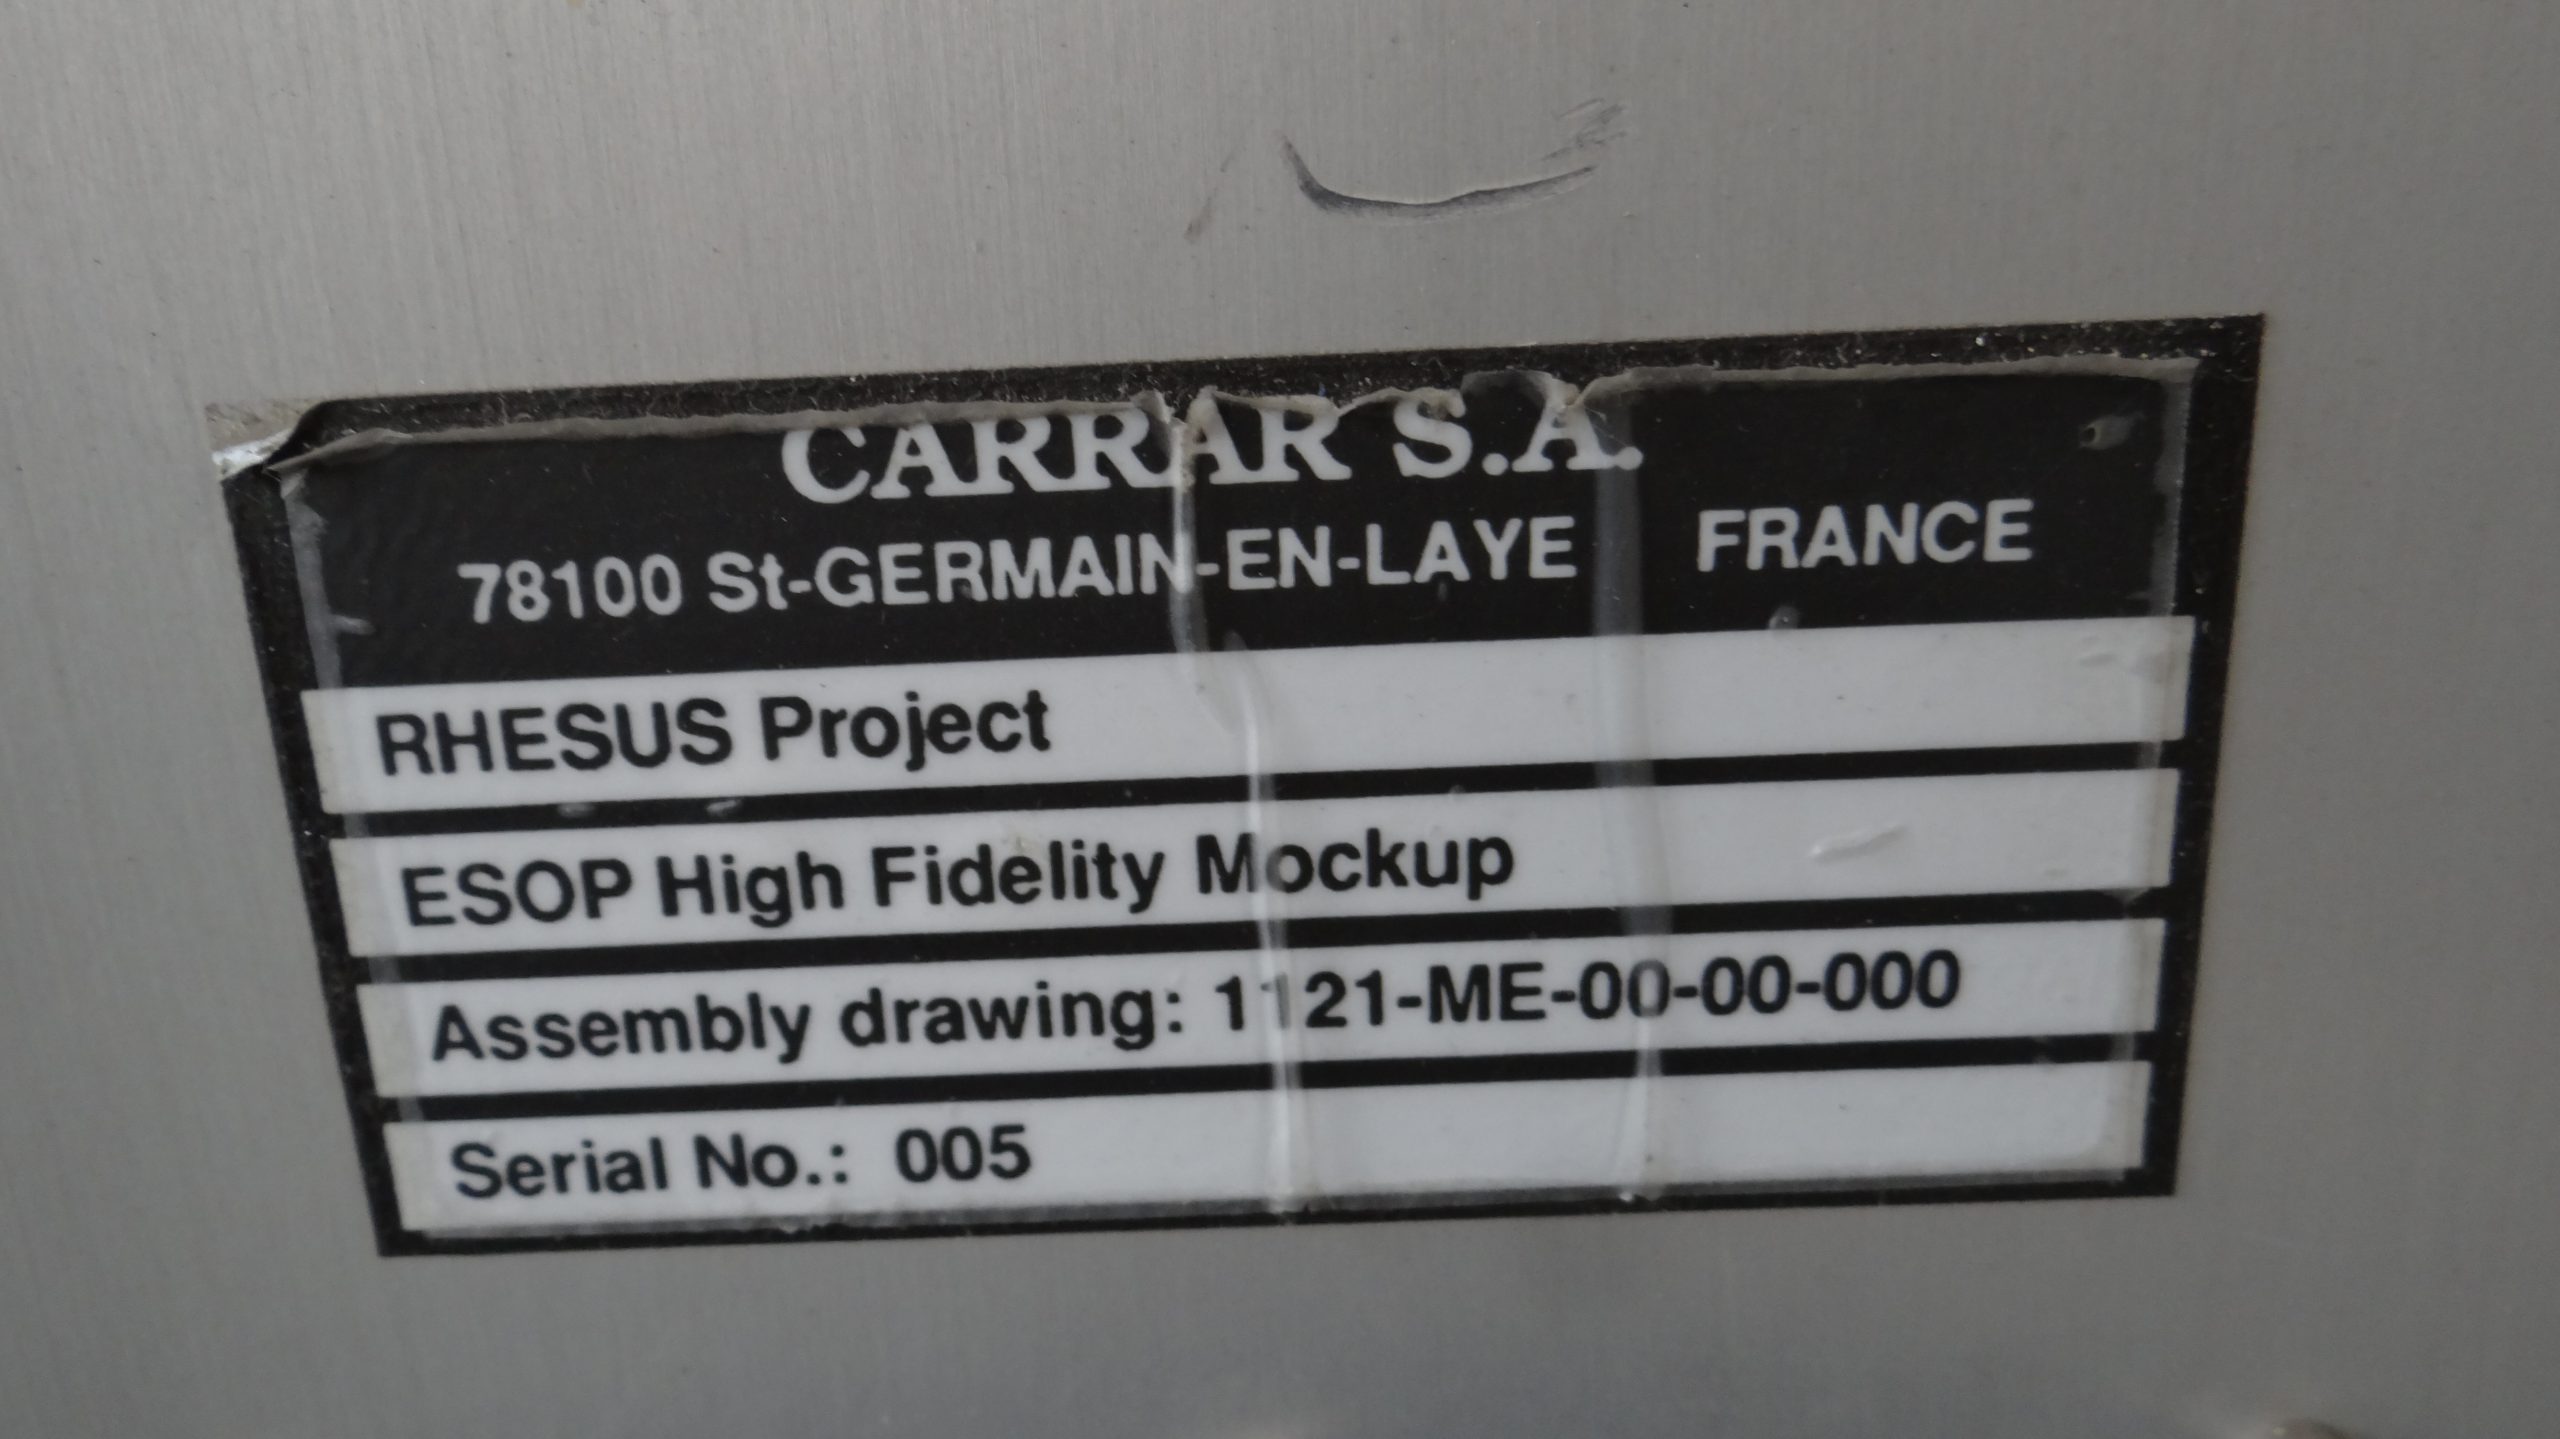 CARRAR S.A.
78100 St-GERMAIN-EN-LAYE FRANCE
RHESUS Project
ESOP High Fidelity Mockup
Assembly drawing: 1121-ME-00-00-000
Serial No.: 005